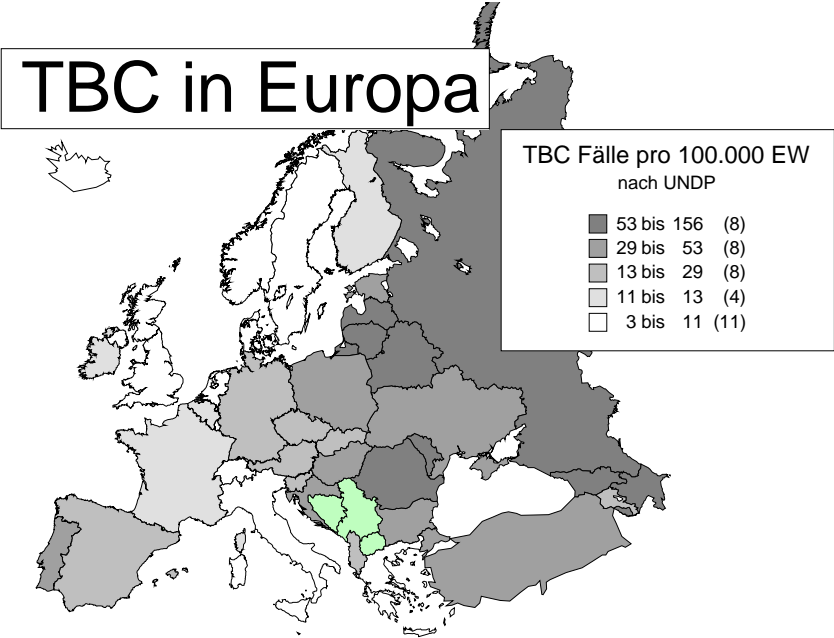 TBC in Europa
TBC Fälle pro 100.000 EW
nach UNDP
53 bis 156 (8)
29 bis 53 (8)
13 bis 29 (8)
11 bis 13 (4)
3 bis 11 (11)